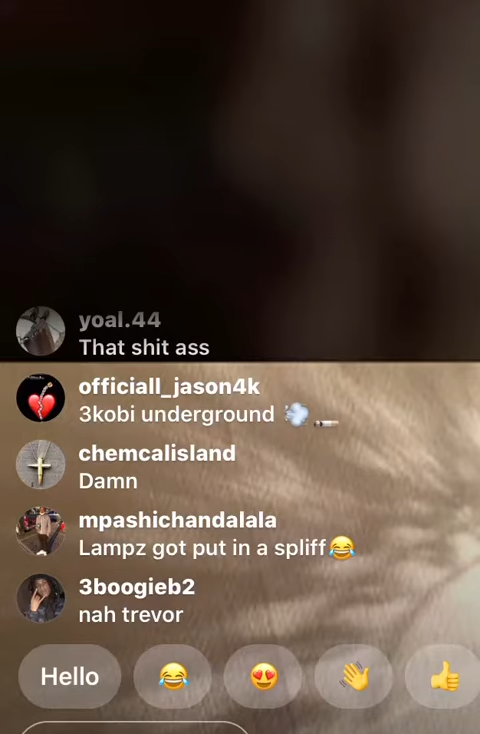 yoal.44
That shit ass
officiall_jason4k
3kobi underground 💨🚬
chemcalisland
Damn
mpashichandalala
Lampz got put in a spliff😂
3boogieb2
nah trevor
Hello 😂 😍 👋 👍